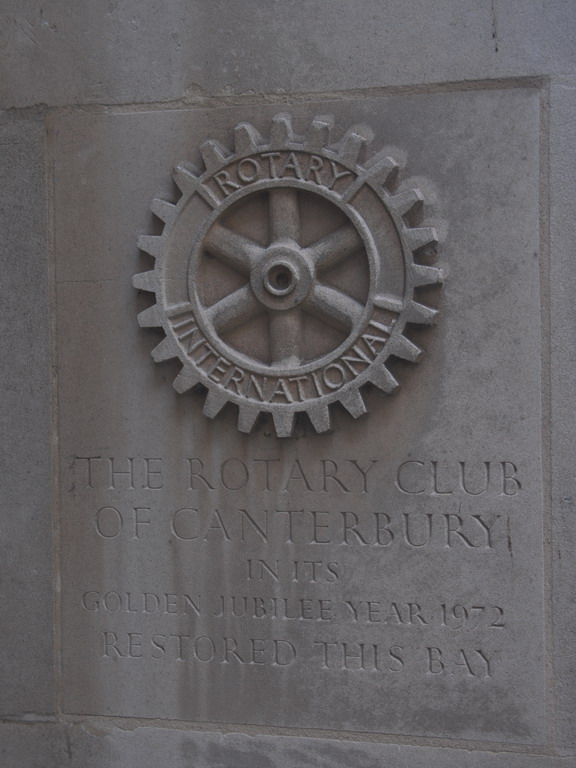 ROTARY
INTERNATIONAL
THE ROTARY CLUB
OF CANTERBURY
IN ITS
GOLDEN JUBILEE YEAR 1972
RESTORED THIS BAY